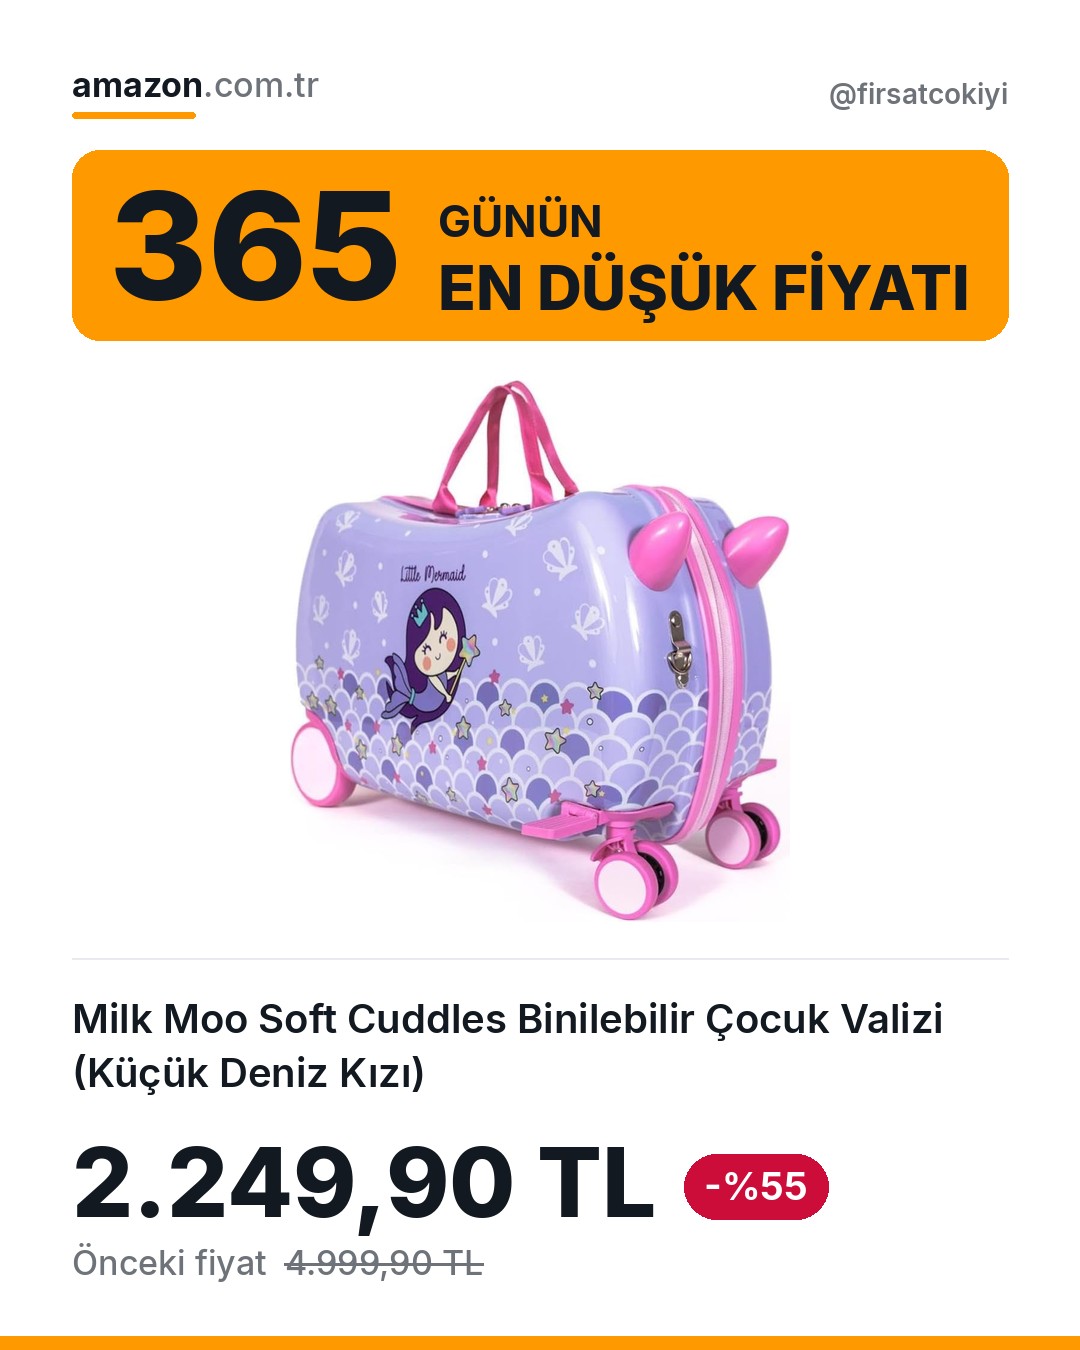 amazon.com.tr
@firsatcokiyi
365 GÜNÜN
EN DÜŞÜK FİYATI
Little Mermaid
Milk Moo Soft Cuddles Binilebilir Çocuk Valizi
(Küçük Deniz Kızı)
2.249,90 TL -%55
Önceki fiyat 4.999,90 TL